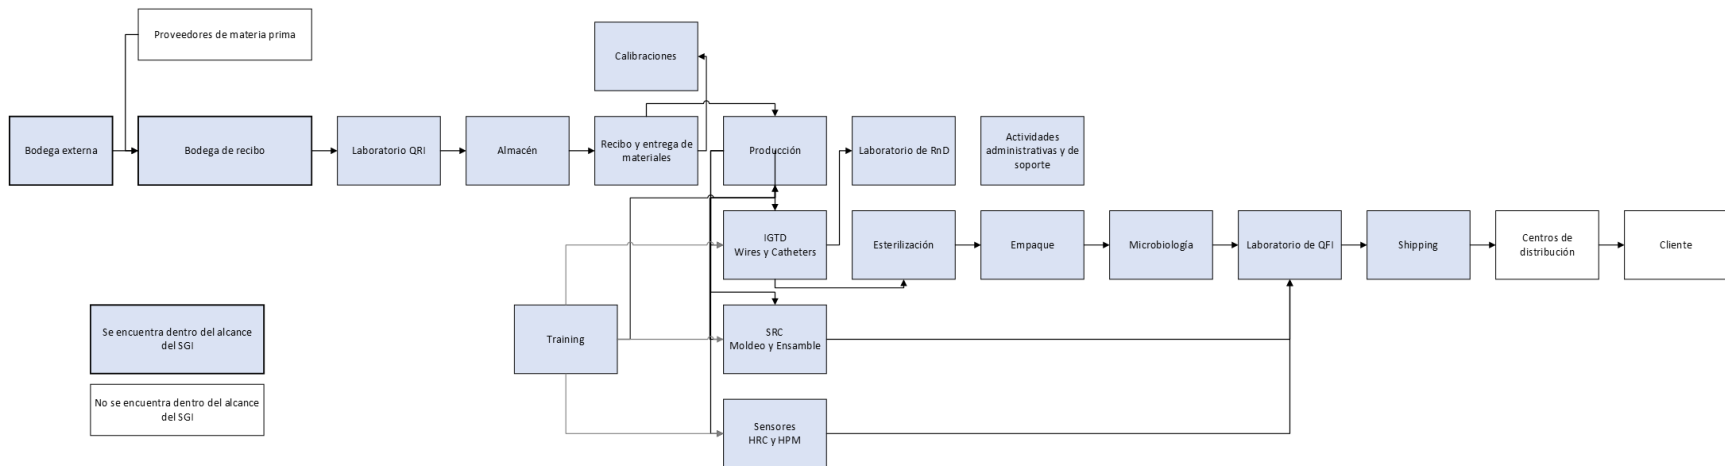 Proveedores de materia prima
Calibraciones
Bodega externa
Bodega de recibo
Laboratorio QRI
Almacén
Recibo y entrega de
materiales
Producción
Laboratorio de RnD
Actividades
administrativas y de
soporte
IGTD
Wires y Catheters
Esterilización
Empaque
Microbiología
Laboratorio de QFI
Shipping
Centros de
distribución
Cliente
Se encuentra dentro del alcance
del SGI
Training
SRC
Moldeo y Ensamble
No se encuentra dentro del alcance
del SGI
Sensores
HRC y HPM